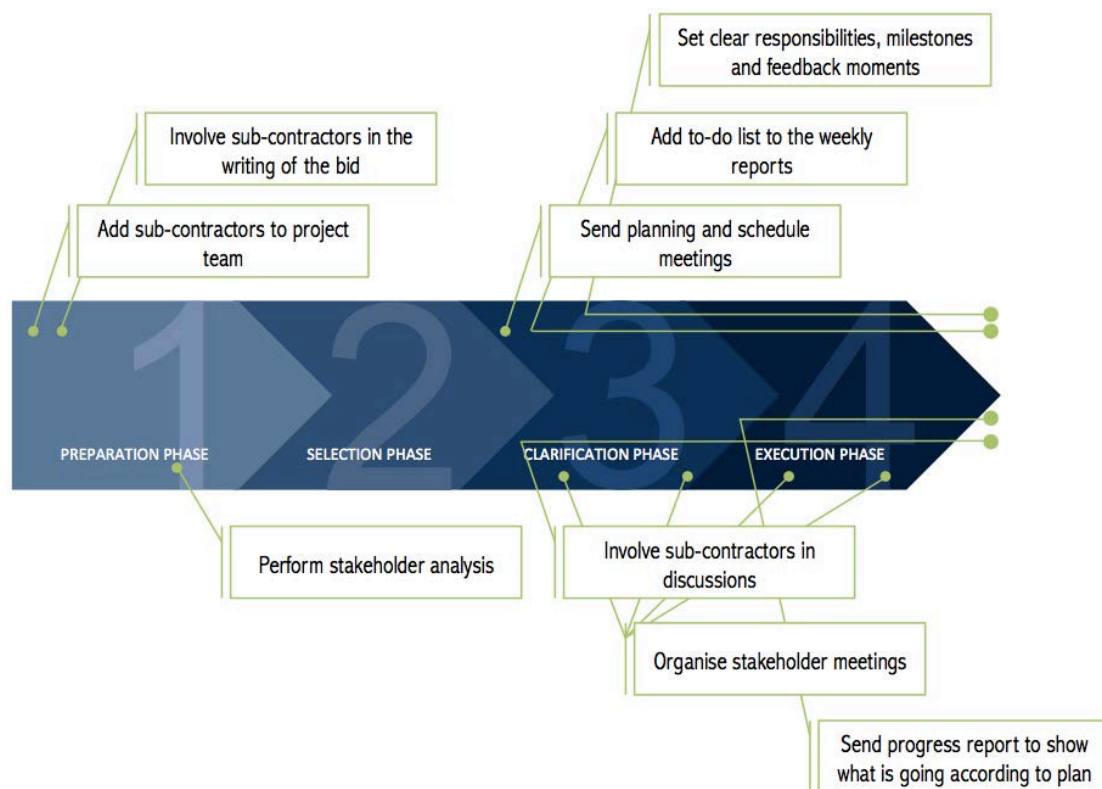 Set clear responsibilities, milestones
and feedback moments
Involve sub-contractors in the
writing of the bid
Add to-do list to the weekly
reports
Add sub-contractors to project
team
Send planning and schedule
meetings
1
2
3
4
PREPARATION PHASE
SELECTION PHASE
CLARIFICATION PHASE
EXECUTION PHASE
Perform stakeholder analysis
Involve sub-contractors in
discussions
Organise stakeholder meetings
Send progress report to show
what is going according to plan